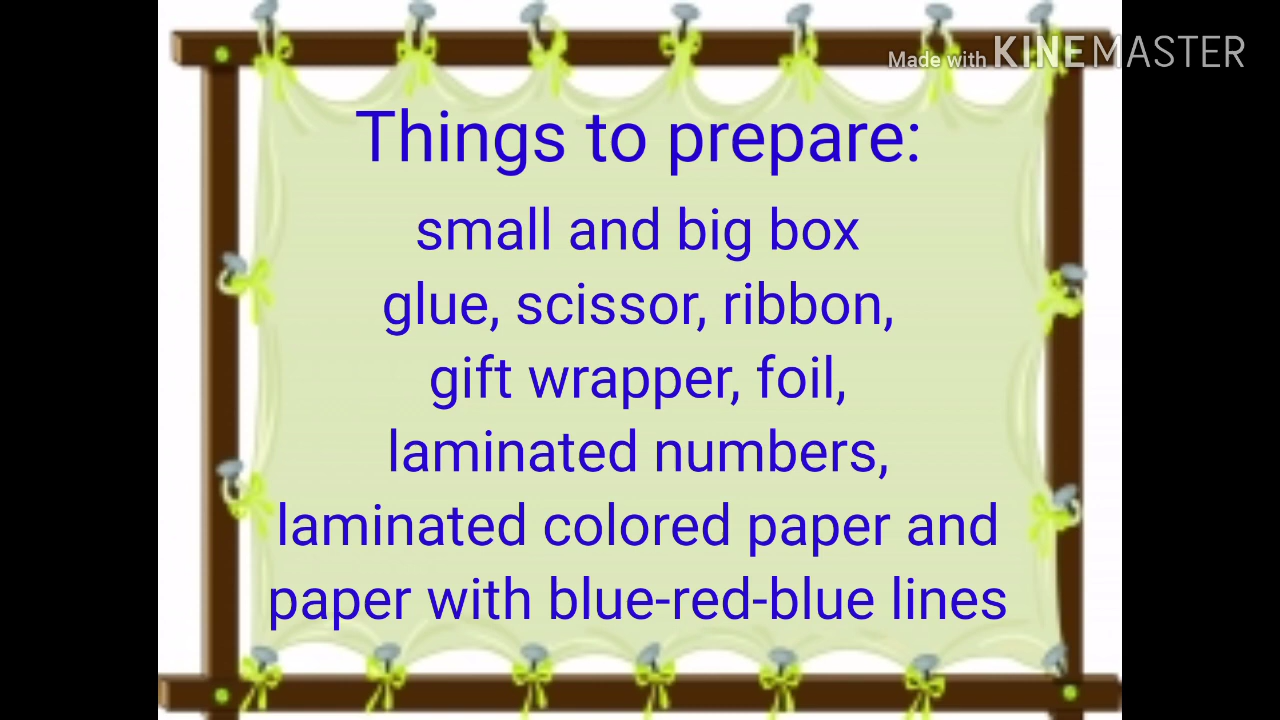 Made with KINEMASTER
Things to prepare:
small and big box
glue, scissor, ribbon,
gift wrapper, foil,
laminated numbers,
laminated colored paper and
paper with blue-red-blue lines